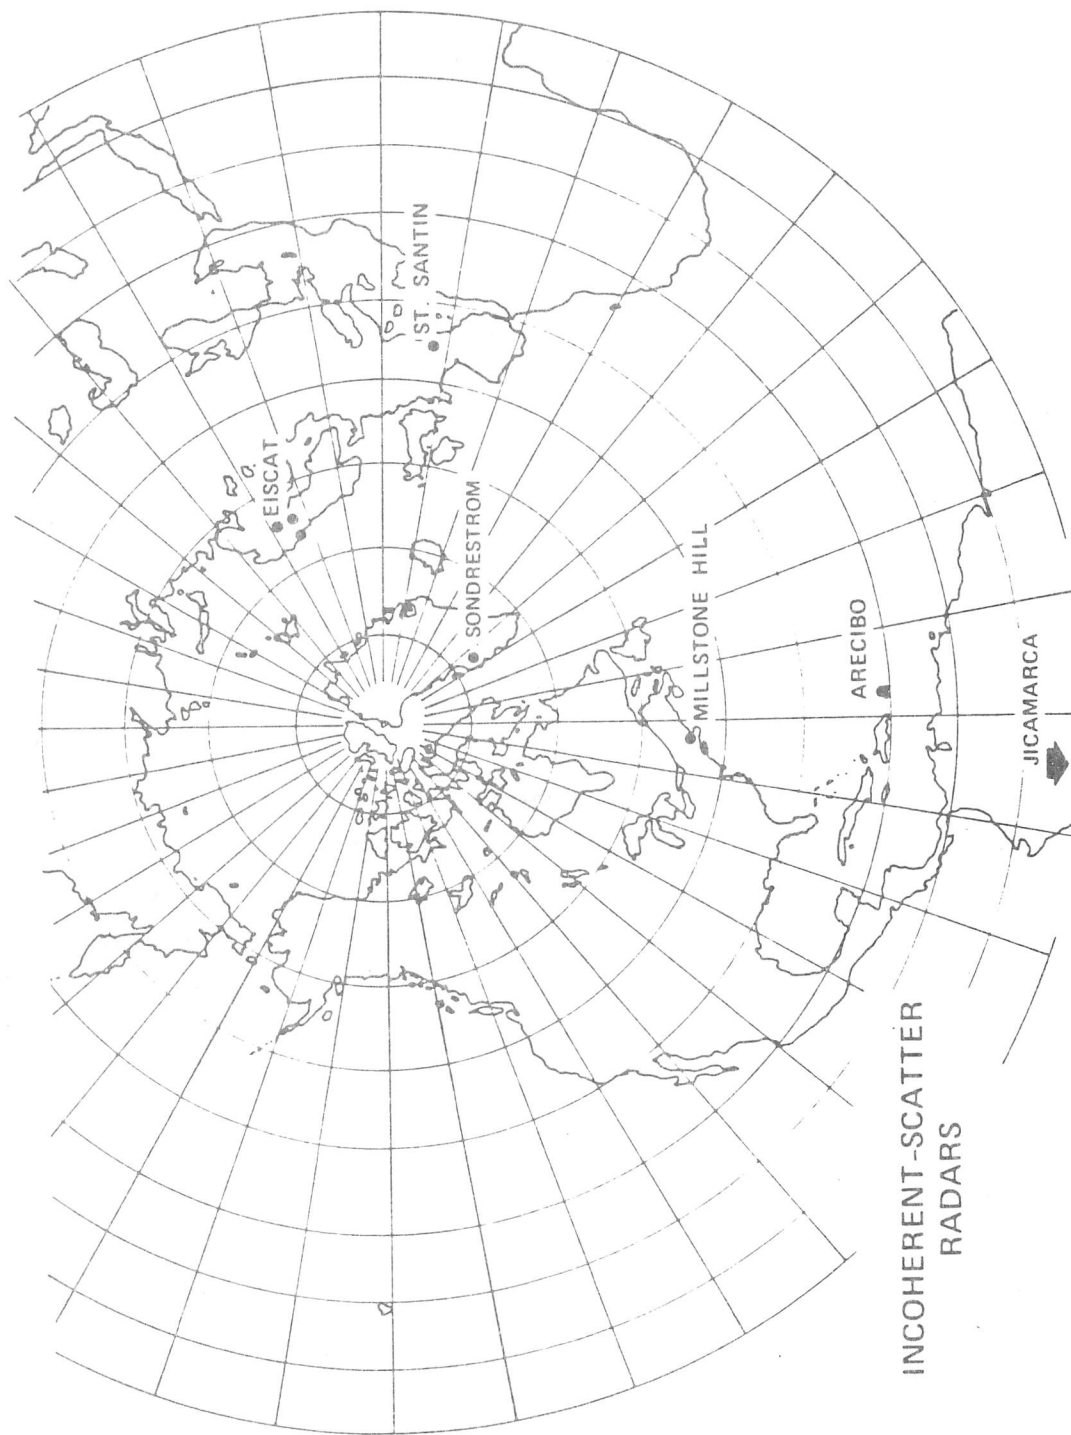 EISCAT
ST. SANTIN
SONDRESTROM
MILLSTONE HILL
ARECIBO
JICAMARCA
INCOHERENT-SCATTER
RADARS